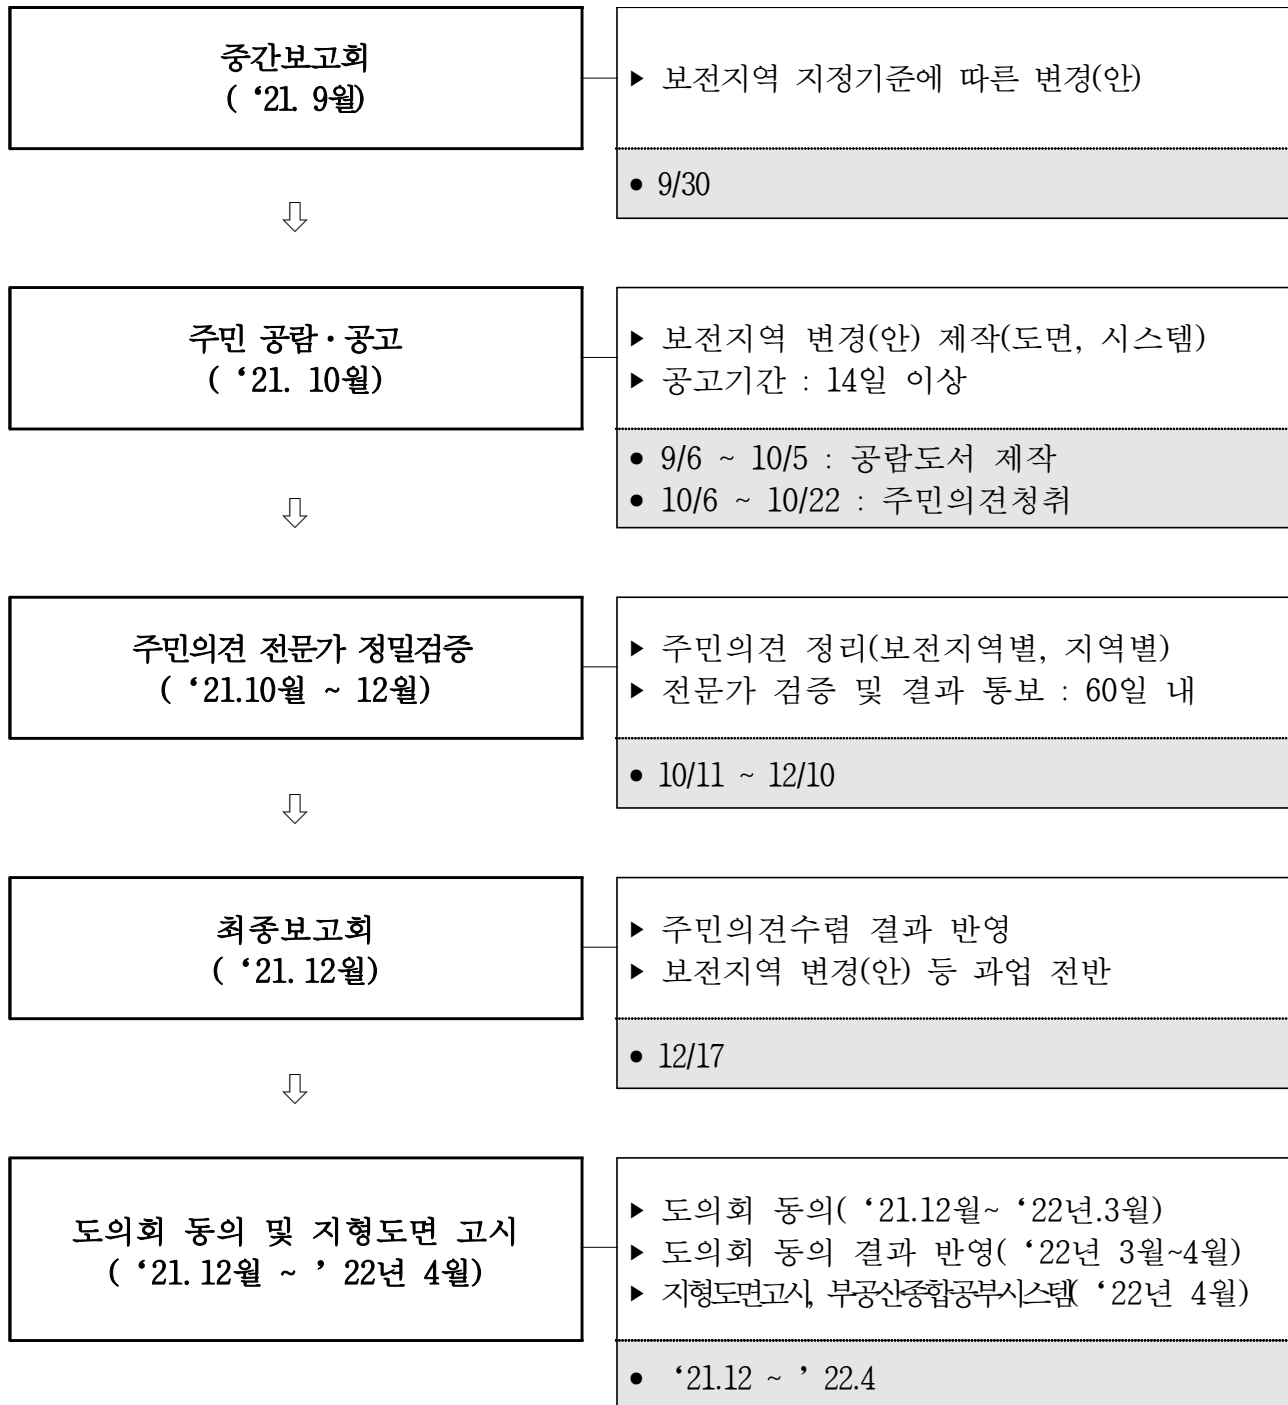 중간보고회
( ‘21. 9월)
▶ 보전지역 지정기준에 따른 변경(안)
● 9/30
⇩
주민 공람·공고
( ‘21. 10월)
▶ 보전지역 변경(안) 제작(도면, 시스템)
▶ 공고기간 : 14일 이상
● 9/6 ~ 10/5 : 공람도서 제작
● 10/6 ~ 10/22 : 주민의견청취
⇩
주민의견 전문가 정밀검증
( ‘21.10월 ~ 12월)
▶ 주민의견 정리(보전지역별, 지역별)
▶ 전문가 검증 및 결과 통보 : 60일 내
● 10/11 ~ 12/10
⇩
최종보고회
( ‘21. 12월)
▶ 주민의견수렴 결과 반영
▶ 보전지역 변경(안) 등 과업 전반
● 12/17
⇩
도의회 동의 및 지형도면 고시
( ‘21. 12월 ~ ’ 22년 4월)
▶ 도의회 동의( ‘21.12월~ ‘22년.3월)
▶ 도의회 동의 결과 반영( ‘22년 3월~4월)
▶ 지형도면고시, 부공산종합공부시스템( ‘22년 4월)
● ‘21.12 ~ ’ 22.4